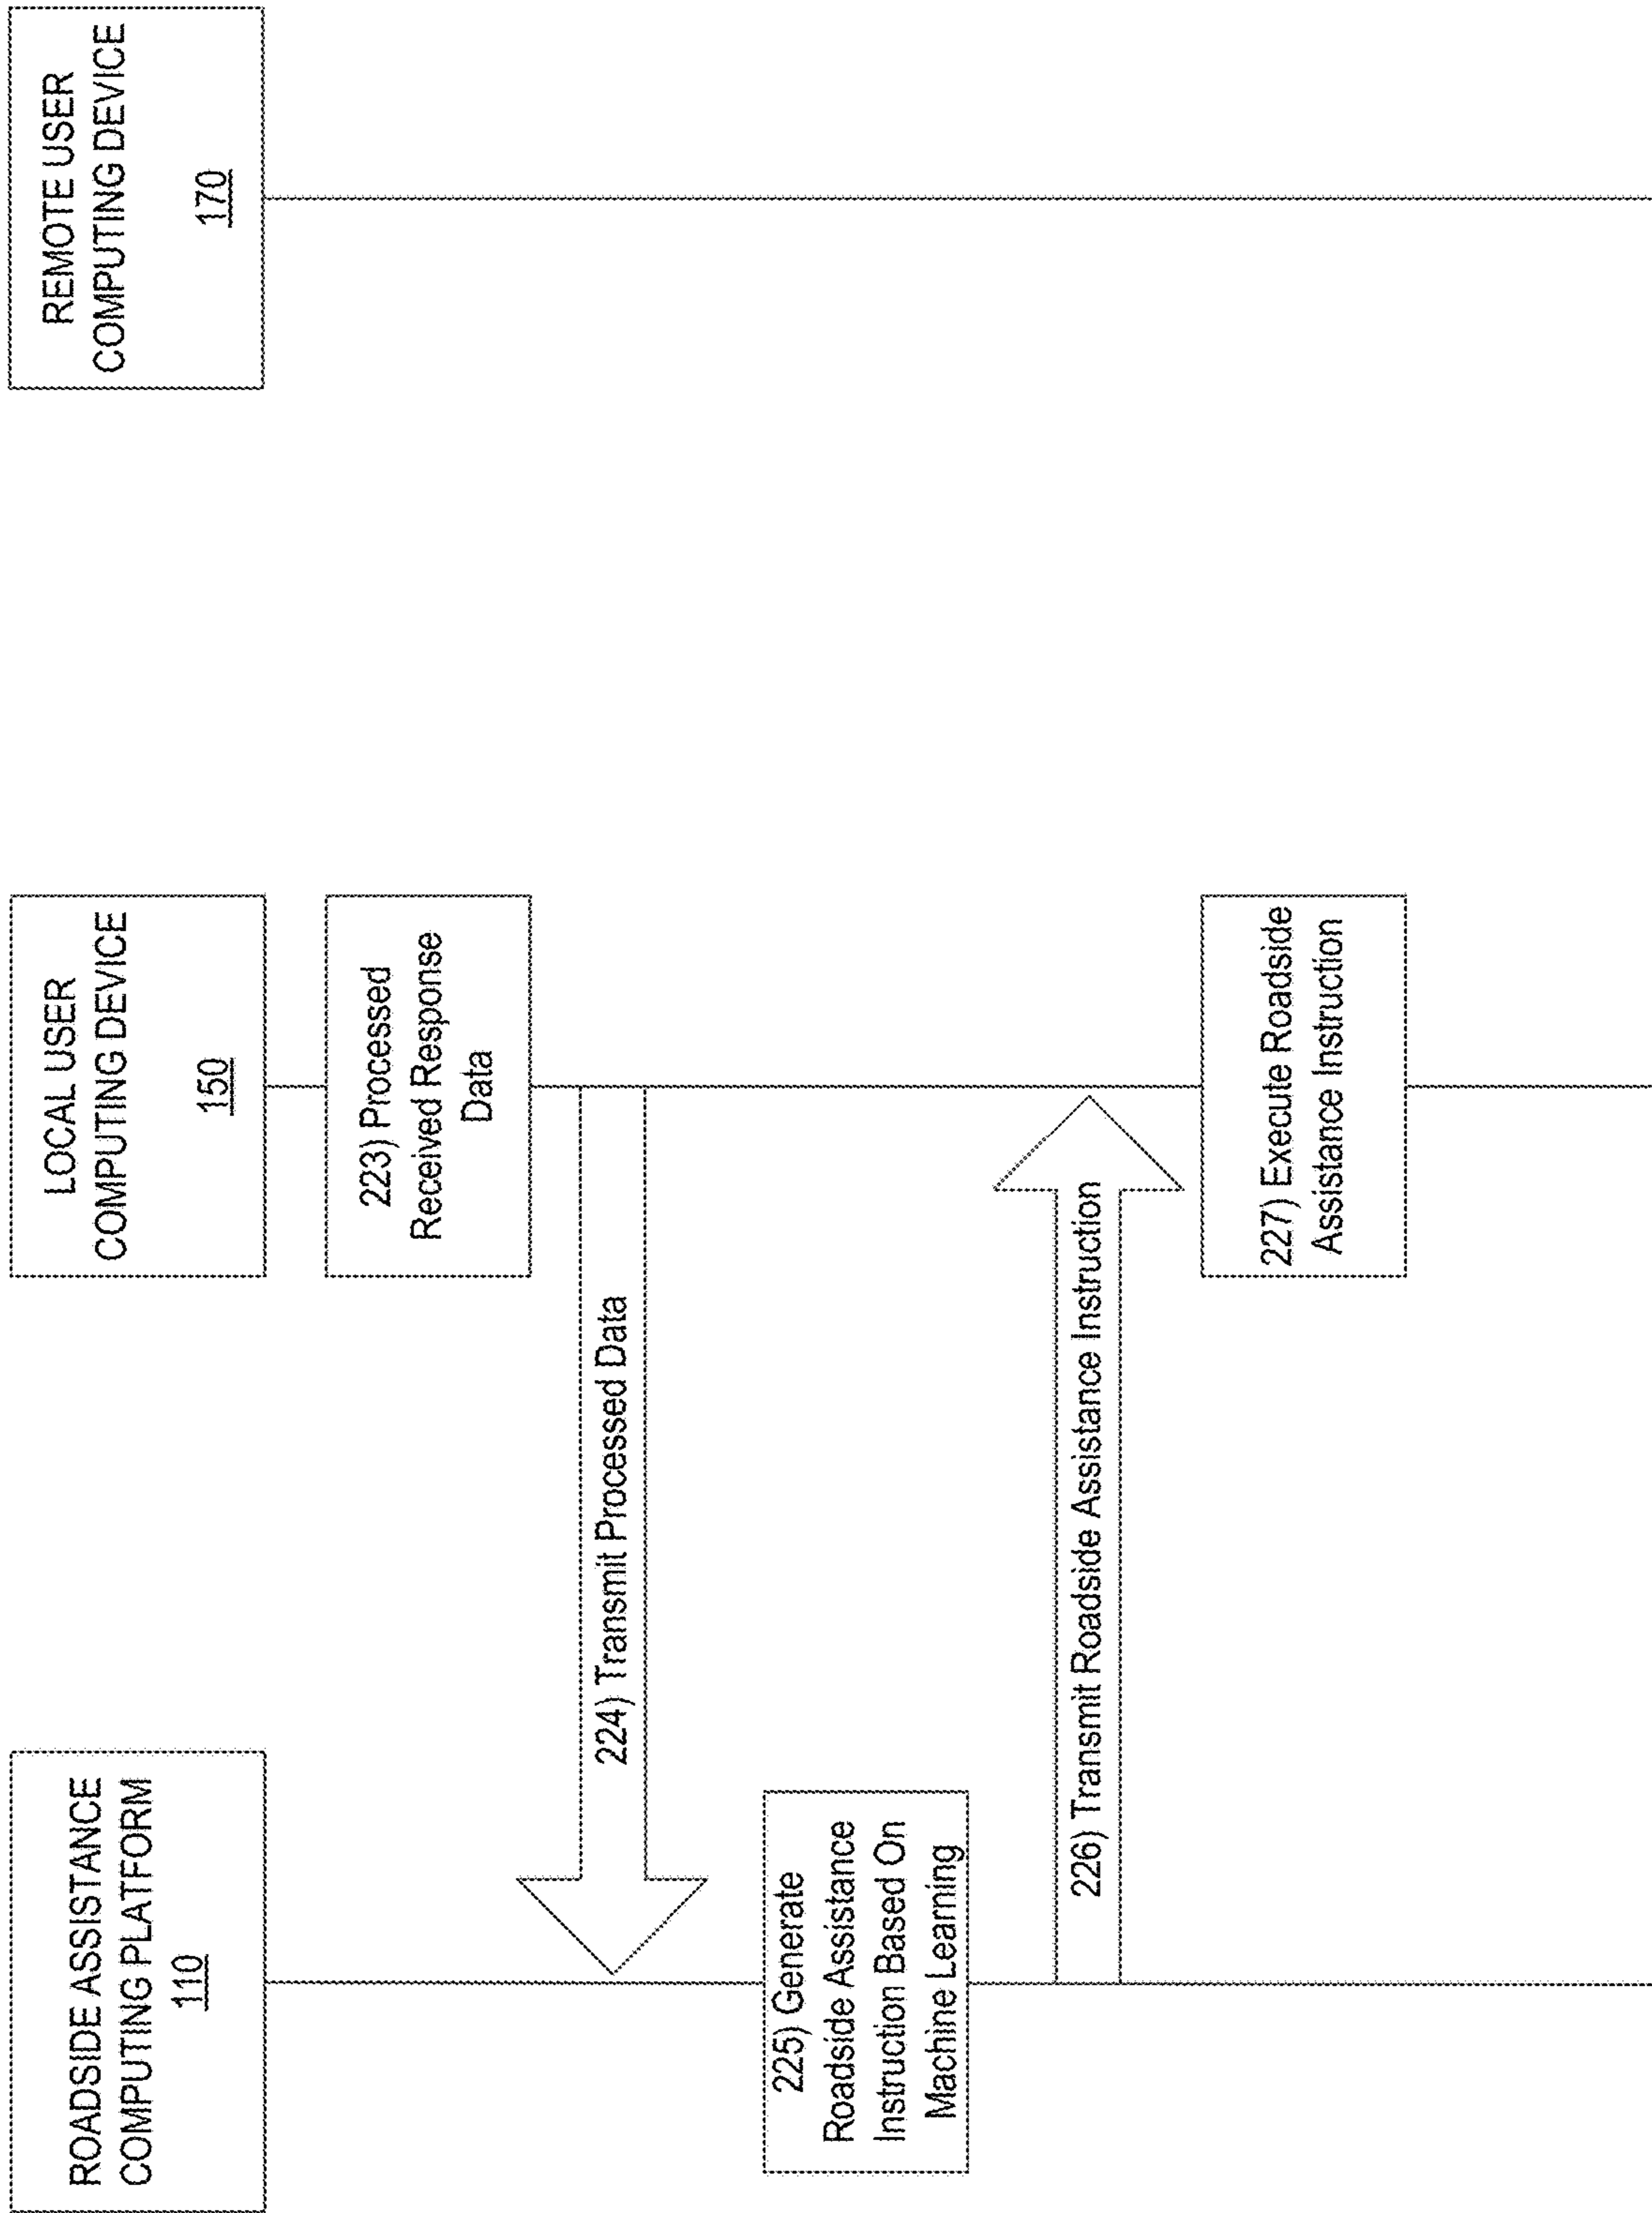 ROADSIDE ASSISTANCE
COMPUTING PLATFORM
110
LOCAL USER
COMPUTING DEVICE
150
REMOTE USER
COMPUTING DEVICE
170
223) Processed
Received Response
Data
224) Transmit Processed Data
225) Generate
Roadside Assistance
Instruction Based On
Machine Learning
226) Transmit Roadside Assistance Instruction
227) Execute Roadside
Assistance Instruction